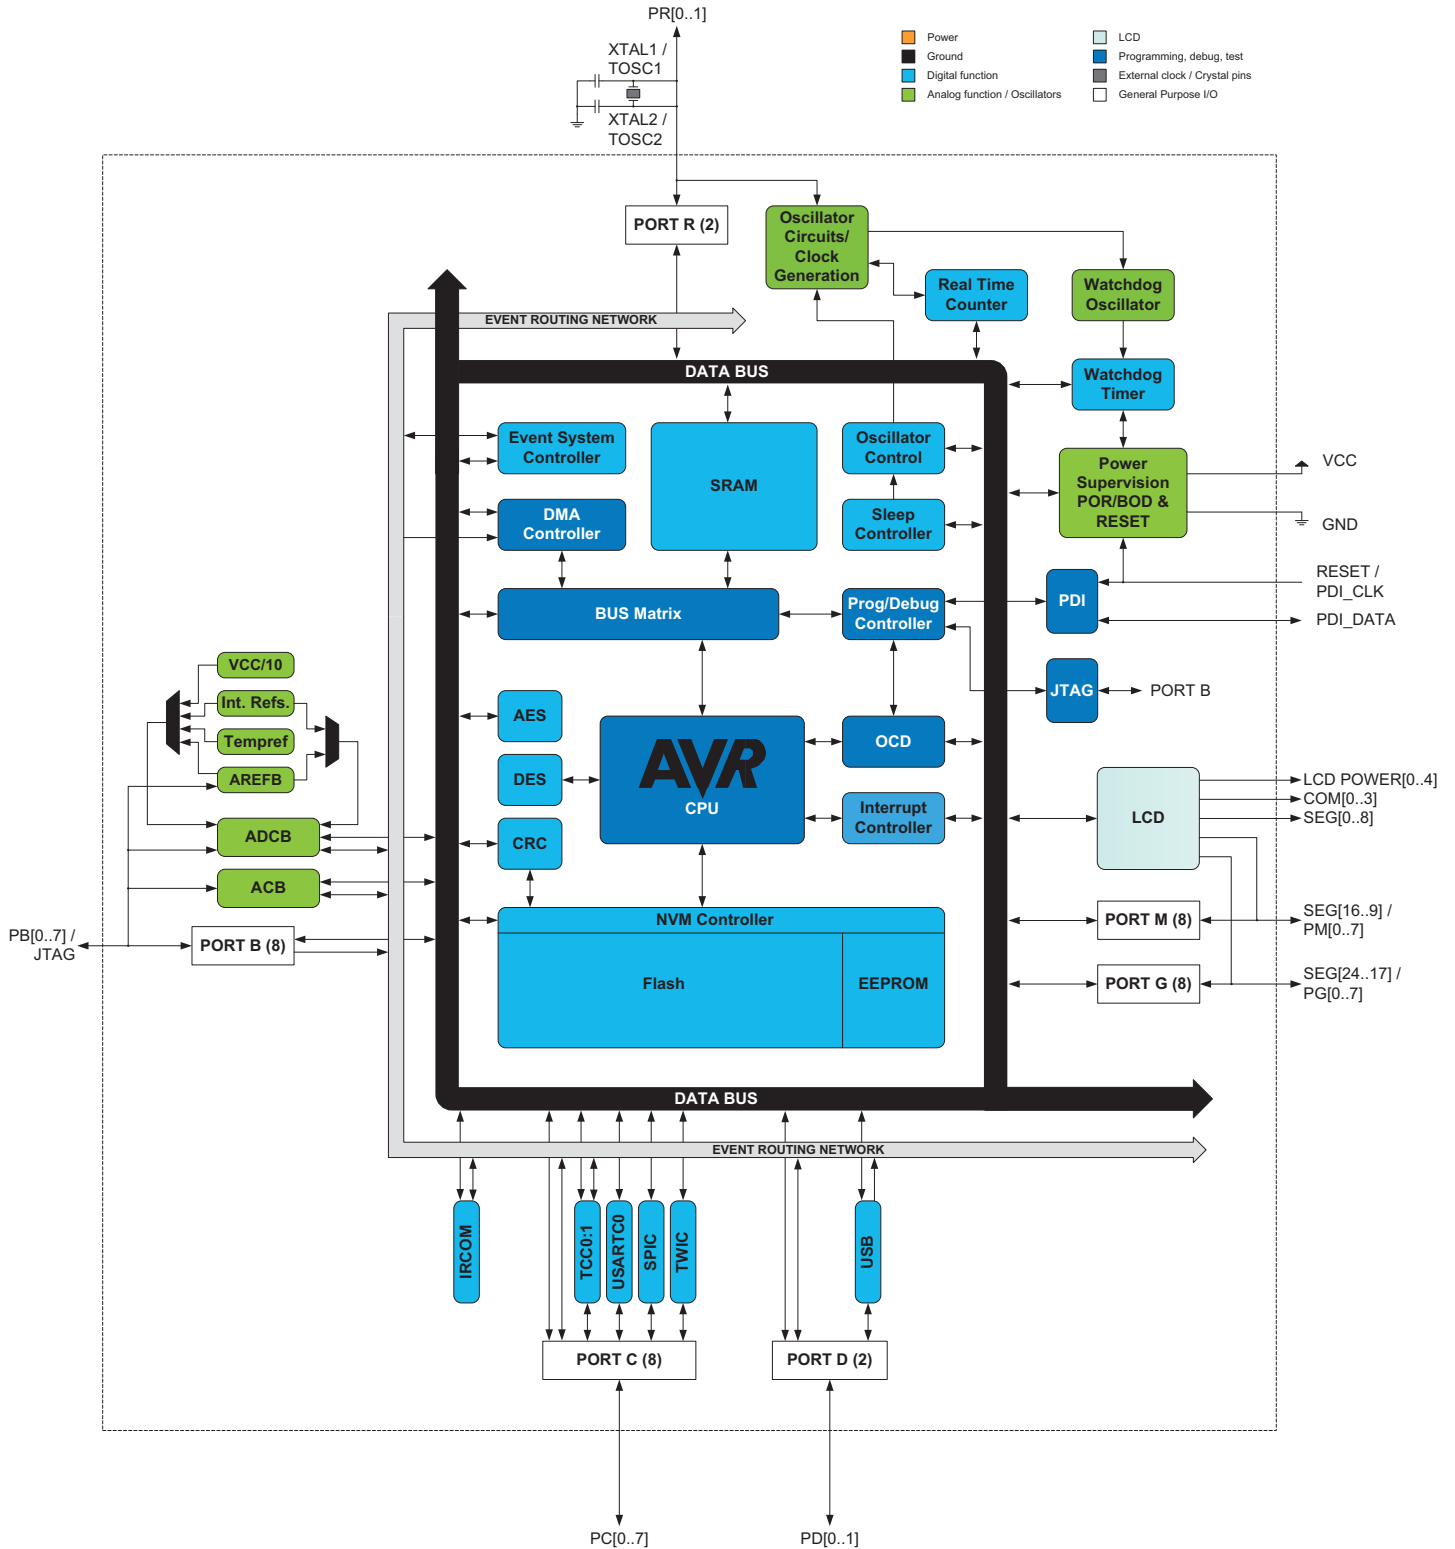 PR[0..1]
XTAL1 /
TOSC1
XTAL2 /
TOSC2
Power
Ground
Digital function
Analog function / Oscillators
LCD
Programming, debug, test
External clock / Crystal pins
General Purpose I/O
PORT R (2)
Oscillator
Circuits/
Clock
Generation
Real Time
Counter
Watchdog
Oscillator
EVENT ROUTING NETWORK
DATA BUS
Watchdog
Timer
Event System
Controller
SRAM
Oscillator
Control
Power
Supervision
POR/BOD &
RESET
VCC
GND
DMA
Controller
Sleep
Controller
RESET /
PDI_CLK
PDI_DATA
BUS Matrix
Prog/Debug
Controller
PDI
JTAG
PORT B
VCC/10
Int. Refs.
Tempref
AREFB
ADCB
ACB
PORT B (8)
PB[0..7] /
JTAG
AES
DES
CRC
AVR
CPU
OCD
Interrupt
Controller
LCD
LCD POWER[0..4]
COM[0..3]
SEG[0..8]
PORT M (8)
SEG[16..9] /
PM[0..7]
PORT G (8)
SEG[24..17] /
PG[0..7]
NVM Controller
Flash
EEPROM
DATA BUS
EVENT ROUTING NETWORK
IRCOM
TCC0:1
USARTC0
SPIC
TWIC
USB
PORT C (8)
PORT D (2)
PC[0..7]
PD[0..1]